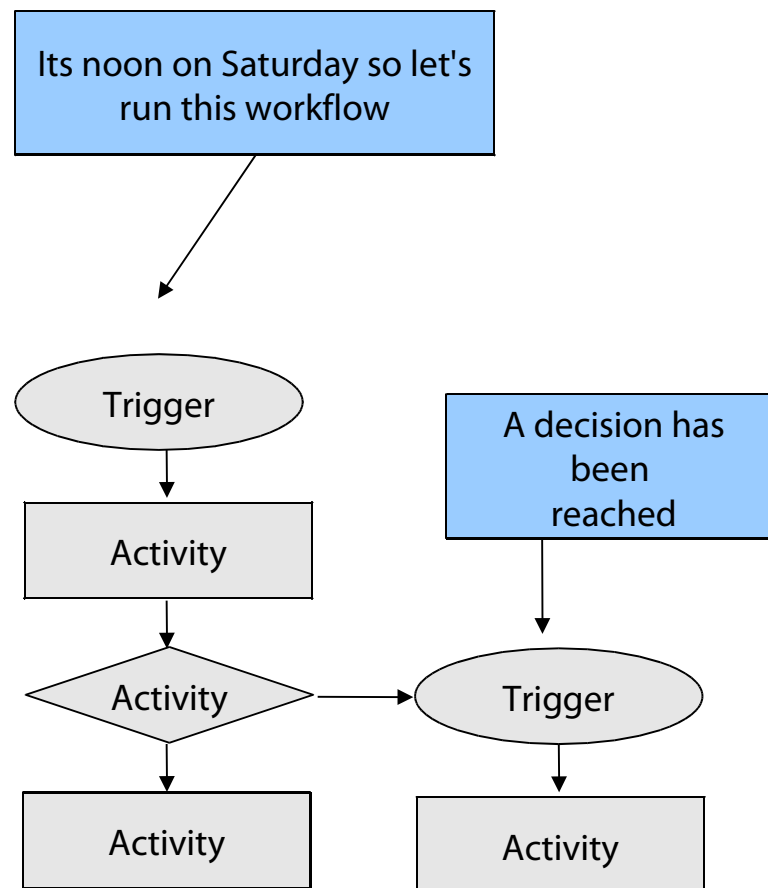 Its noon on Saturday so let's
run this workflow
Trigger
A decision has
been
reached
Activity
Activity
Trigger
Activity
Activity